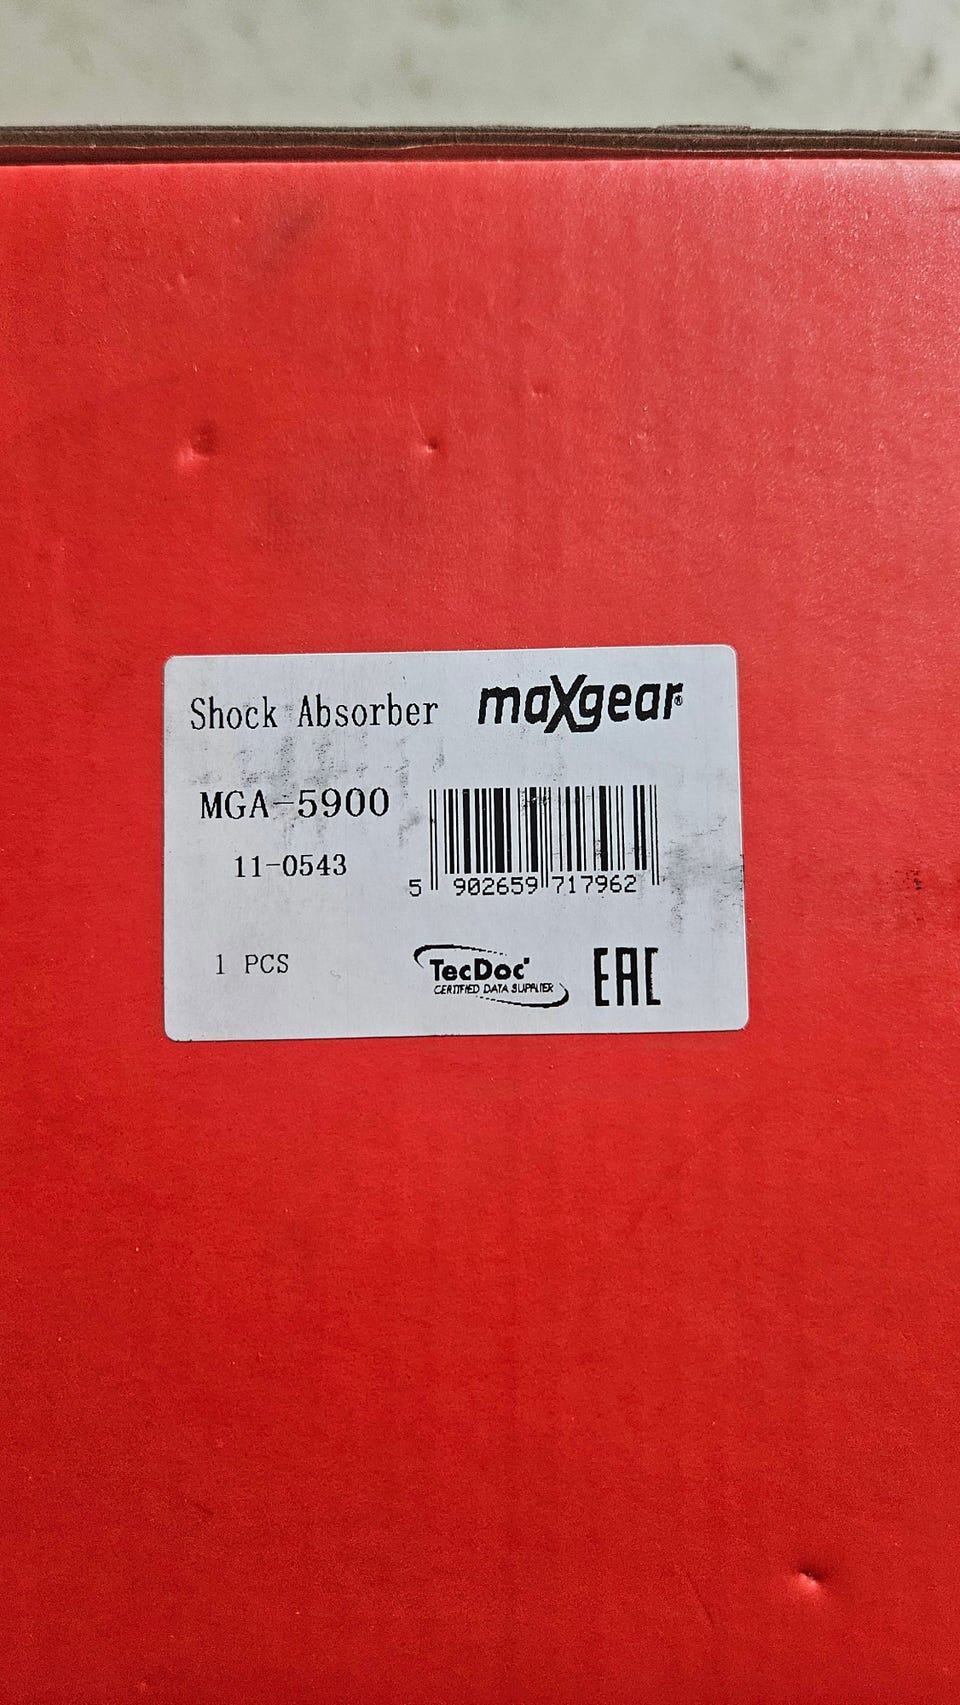 Shock Absorber maxgear®
MGA-5900
11-0543
5 902659 717962
1 PCS
TecDoc®
CERTIFIED DATA SUPPLIER
EAC